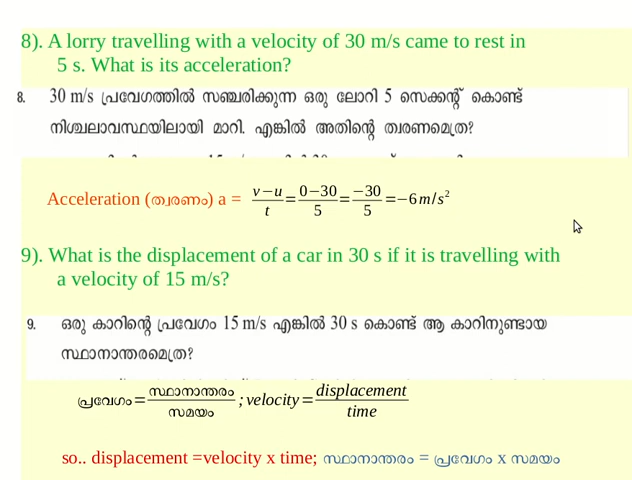 8). A lorry travelling with a velocity of 30 m/s came to rest in
5 s. What is its acceleration?
8. 30 m/s പ്രവേഗത്തിൽ സഞ്ചരിക്കുന്ന ഒരു ലോറി 5 സെക്കന്റ് കൊണ്ട്
നിശ്ചലാവസ്ഥയിലായി മാറി. എങ്കിൽ അതിന്റെ ത്വരണമെത്ര?
Acceleration (ത്വരണം) a = v−u/t = 0−30/5 = −30/5 = −6 m/s²
9). What is the displacement of a car in 30 s if it is travelling with
a velocity of 15 m/s?
9. ഒരു കാറിന്റെ പ്രവേഗം 15 m/s എങ്കിൽ 30 s കൊണ്ട് ആ കാറിനുണ്ടായ
സ്ഥാനാന്തരമെത്ര?
പ്രവേഗം = സ്ഥാനാന്തരം/സമയം ; velocity = displacement/time
so.. displacement =velocity x time; സ്ഥാനാന്തരം = പ്രവേഗം x സമയം